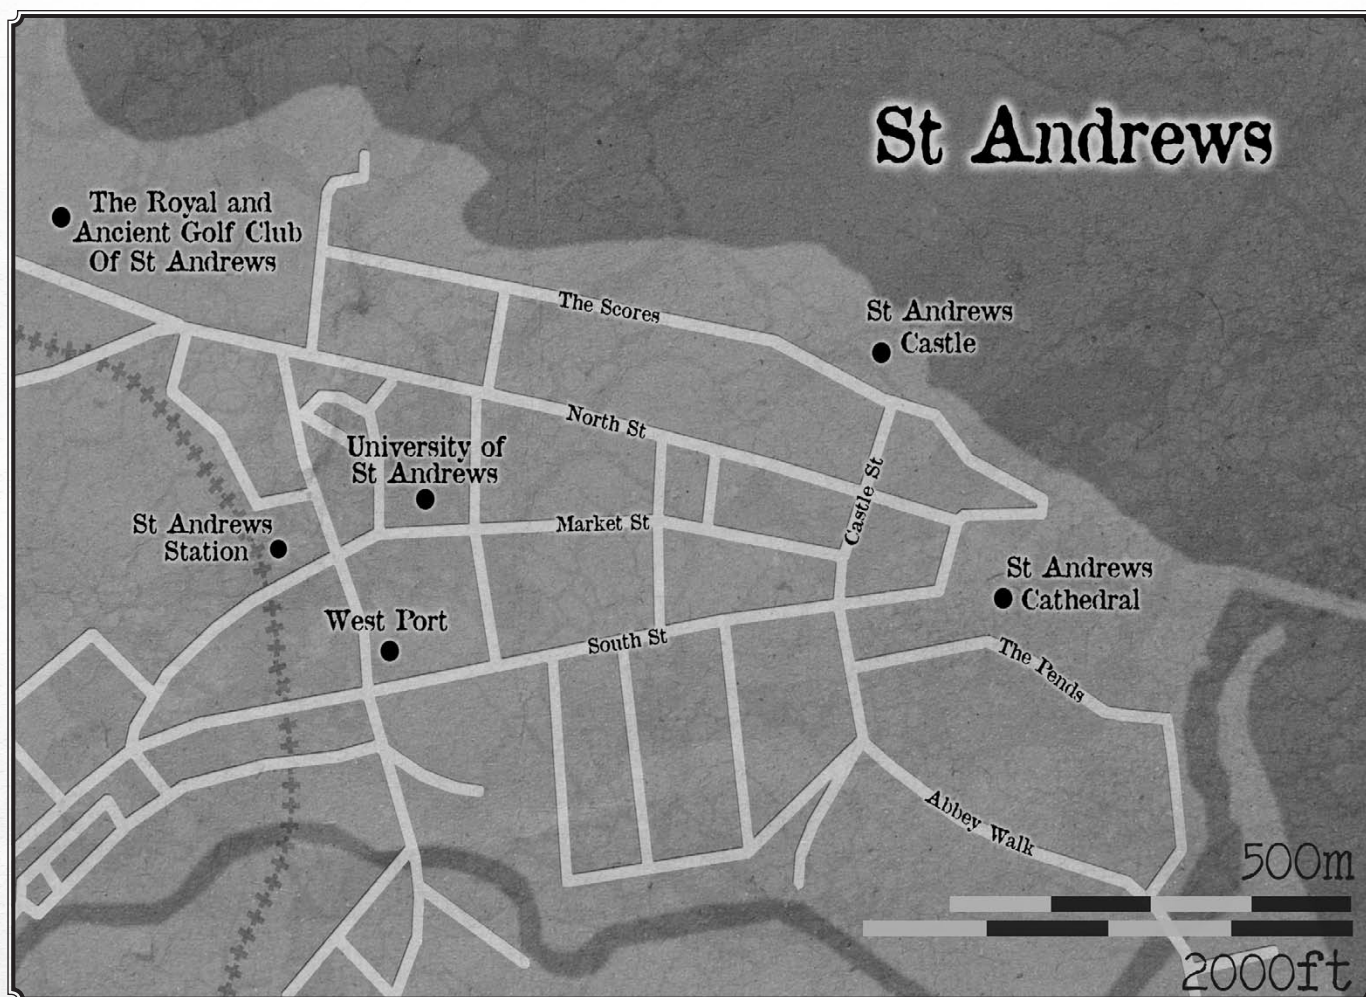 St Andrews
The Royal and
Ancient Golf Club
Of St Andrews
The Scores
St Andrews
Castle
North St
University of
St Andrews
Castle St
Market St
St Andrews
Station
St Andrews
Cathedral
West Port
South St
The Pends
Abbey Walk
500m
2000ft